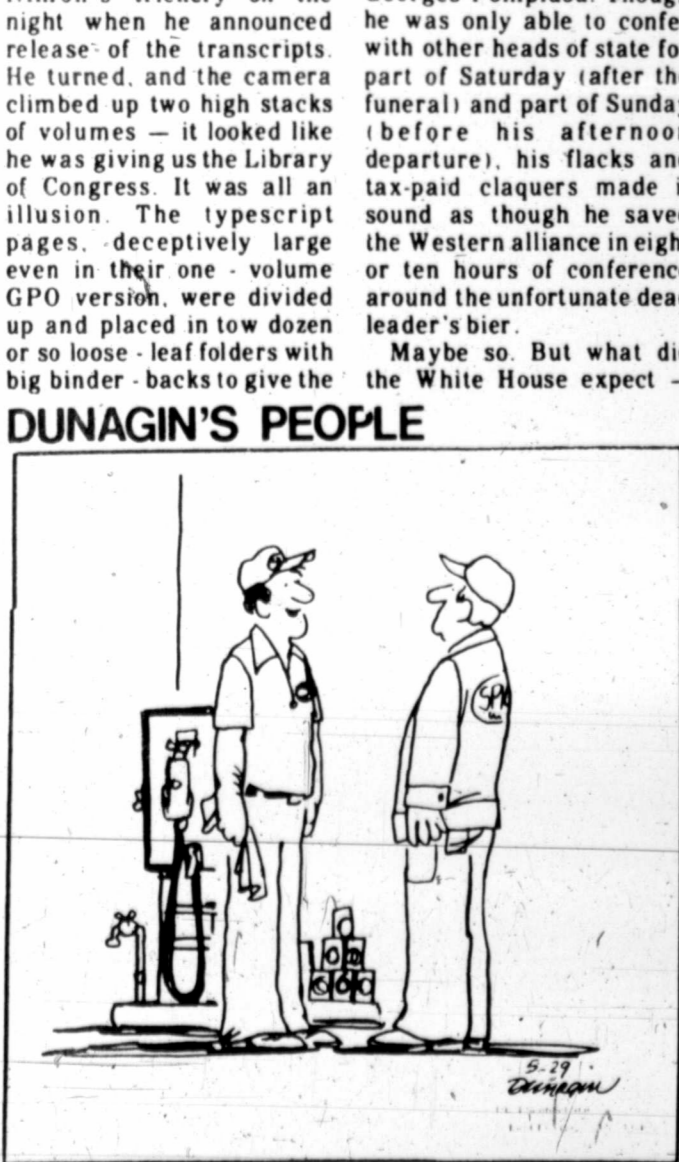 night when he announced
release of the transcripts.
He turned, and the camera
climbed up two high stacks
of volumes — it looked like
he was giving us the Library
of Congress. It was all an
illusion. The typescript
pages, deceptively large
even in their one - volume
GPO version, were divided
up and placed in tow dozen
or so loose - leaf folders with
big binder - backs to give the
he was only able to confe
with other heads of state fo
part of Saturday (after th
funeral) and part of Sunda
(before his afternoo
departure), his flacks an
tax-paid claquers made i
sound as though he save
the Western alliance in eigh
or ten hours of conferenc
around the unfortunate dea
leader's bier.
Maybe so. But what di
the White House expect -
DUNAGIN'S PEOPLE
5-29
Dunagin